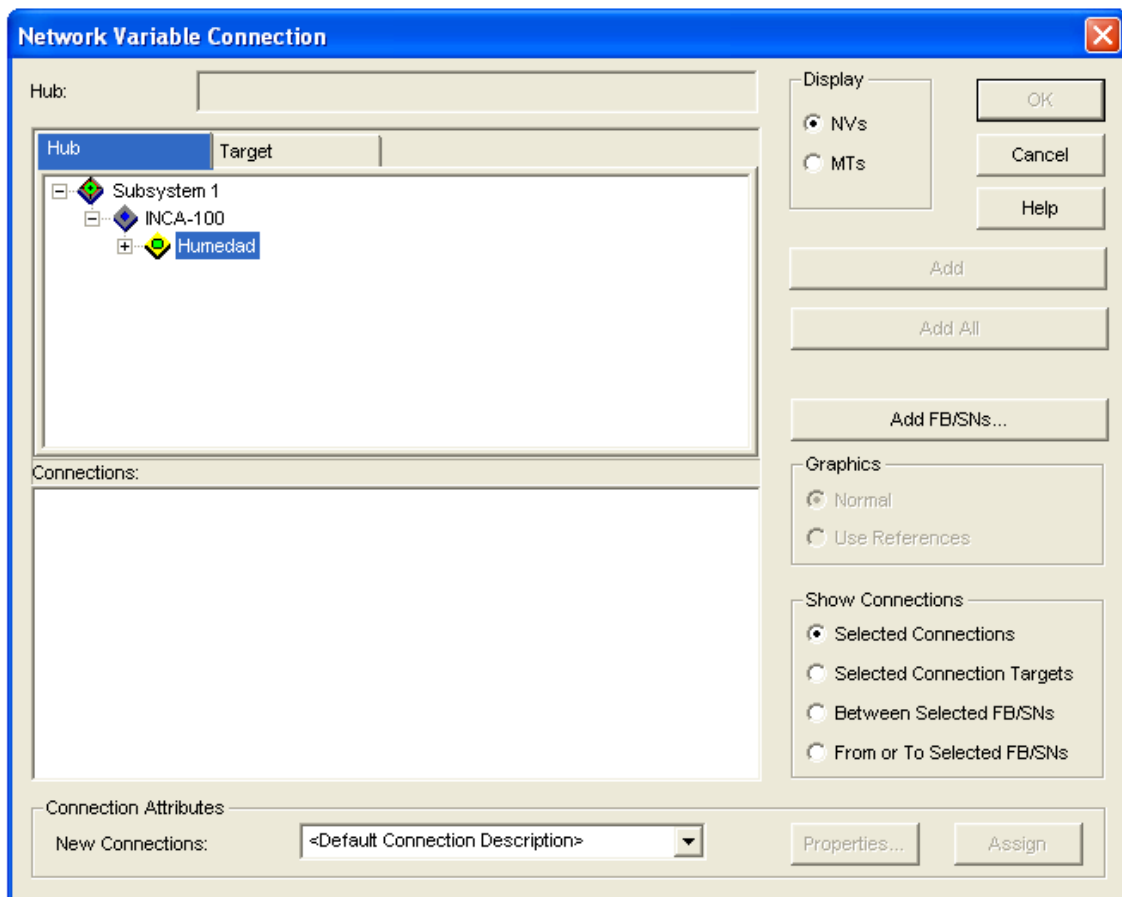 Network Variable Connection
Hub:
Hub Target
Subsystem 1
INCA-100
Humedad
Connections:
Display
NVs
MTs
OK
Cancel
Help
Add
Add All
Add FB/SNs...
Graphics
Normal
Use References
Show Connections
Selected Connections
Selected Connection Targets
Between Selected FB/SNs
From or To Selected FB/SNs
Connection Attributes
New Connections: <Default Connection Description> Properties... Assign